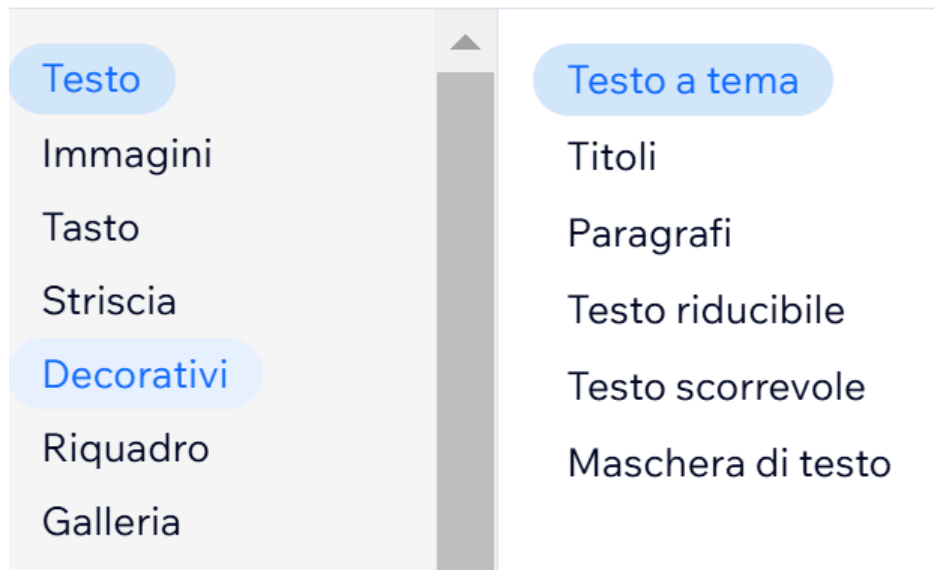 Testo
Immagini
Tasto
Striscia
Decorativi
Riquadro
Galleria
Testo a tema
Titoli
Paragrafi
Testo riducibile
Testo scorrevole
Maschera di testo